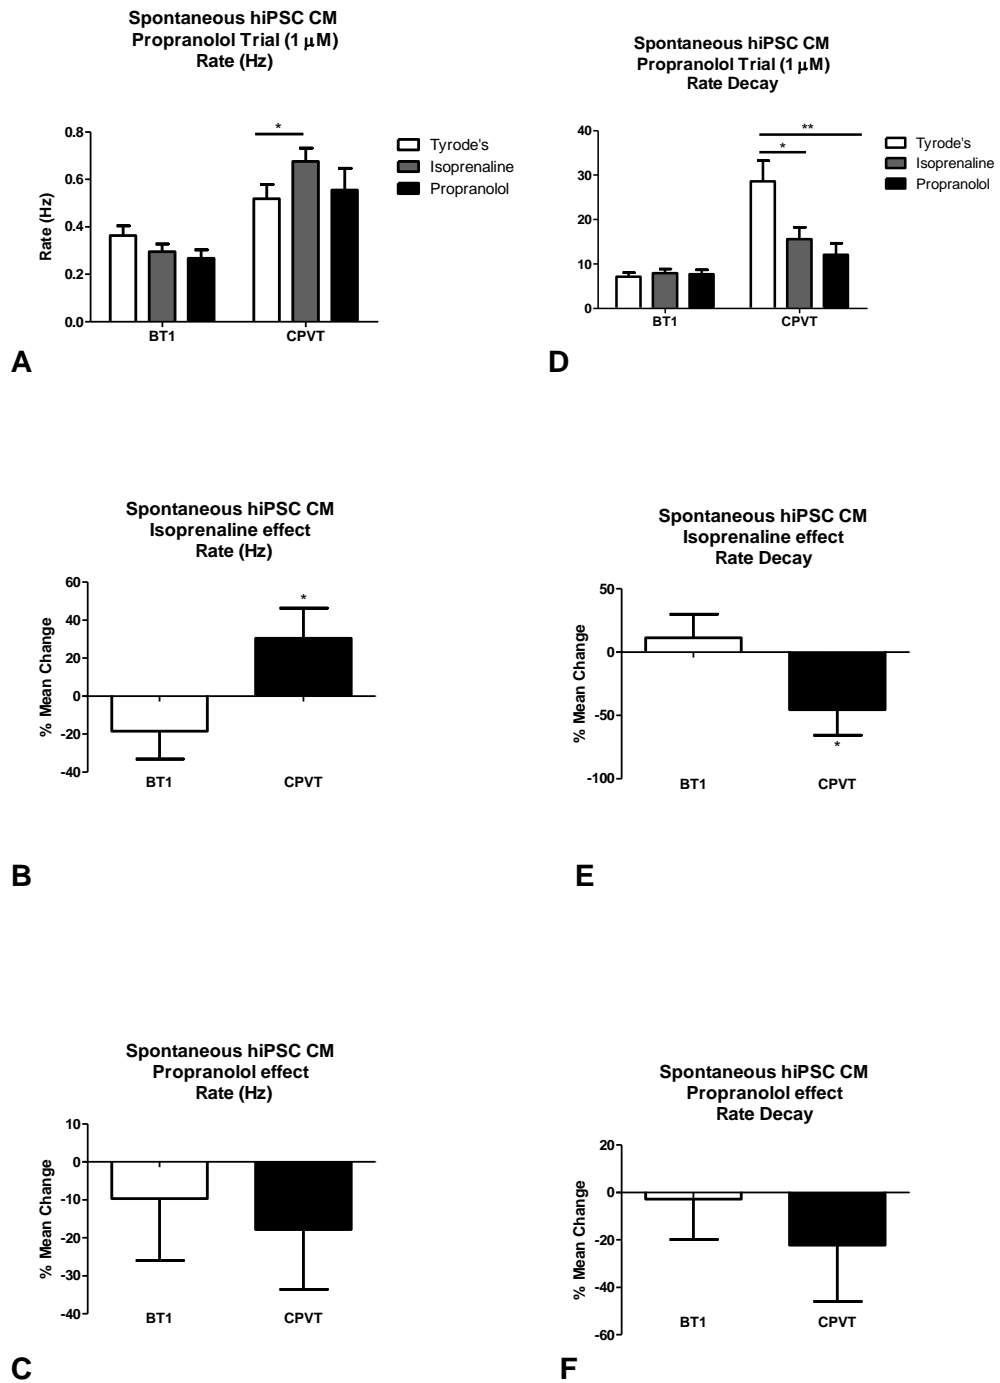 Spontaneous hiPSC CM
Propranolol Trial (1 μM)
Rate (Hz)
Rate (Hz)
0.8
0.6
0.4
0.2
0.0
*
BT1
CPVT
Tyrode's
Isoprenaline
Propranolol
A
Spontaneous hiPSC CM
Propranolol Trial (1 μM)
Rate Decay
40
30
20
10
0
**
*
BT1
CPVT
Tyrode's
Isoprenaline
Propranolol
D
Spontaneous hiPSC CM
Isoprenaline effect
Rate (Hz)
% Mean Change
60
40
20
0
-20
-40
*
BT1
CPVT
B
Spontaneous hiPSC CM
Isoprenaline effect
Rate Decay
% Mean Change
50
0
-50
-100
*
BT1
CPVT
E
Spontaneous hiPSC CM
Propranolol effect
Rate (Hz)
% Mean Change
10
0
-10
-20
-30
-40
BT1
CPVT
C
Spontaneous hiPSC CM
Propranolol effect
Rate Decay
% Mean Change
20
0
-20
-40
-60
BT1
CPVT
F